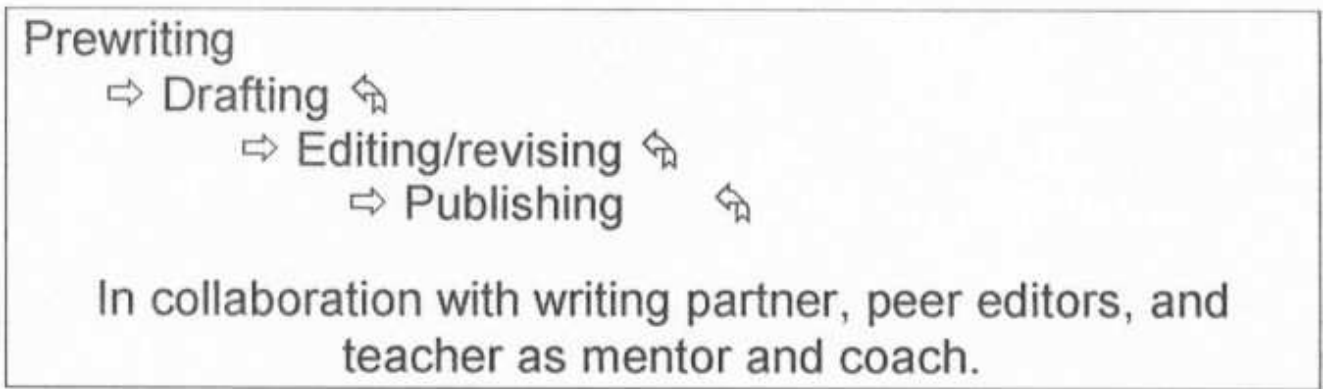 Prewriting
⇨ Drafting
⇨ Editing/revising
⇨ Publishing
In collaboration with writing partner, peer editors, and
teacher as mentor and coach.